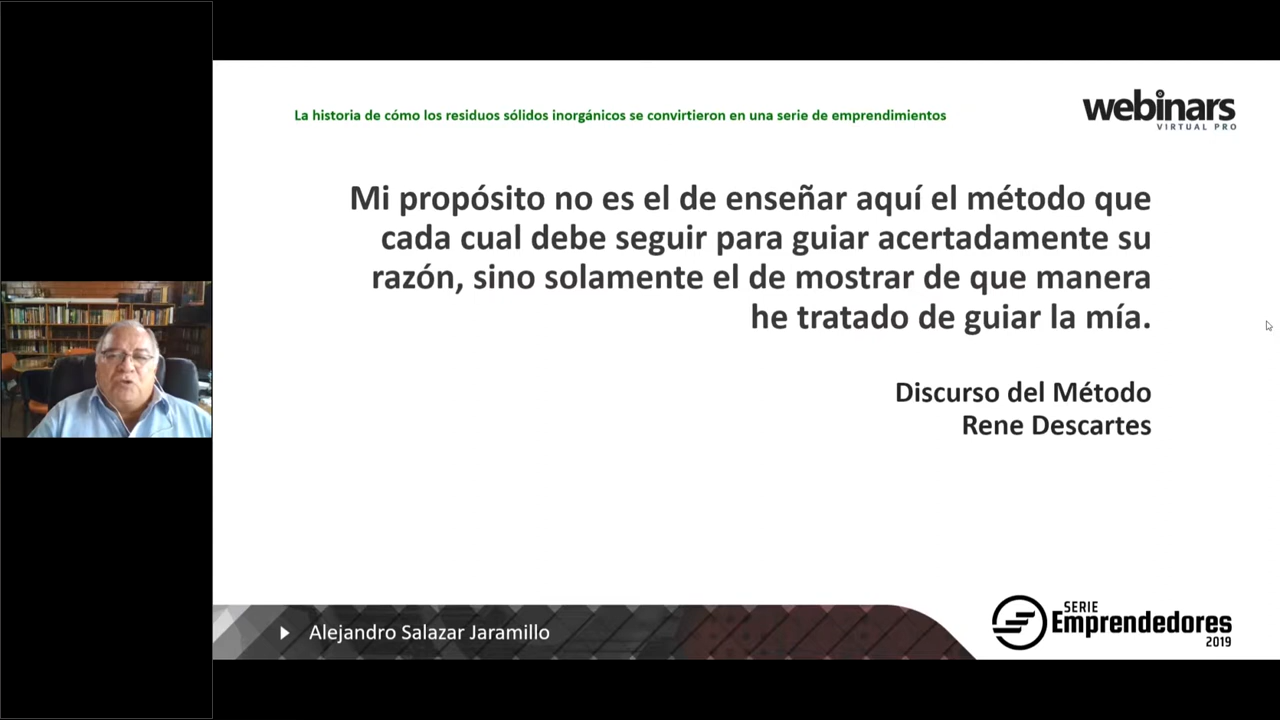 La historia de cómo los residuos sólidos inorgánicos se convirtieron en una serie de emprendimientos
webinars
VIRTUAL PRO
Mi propósito no es el de enseñar aquí el método que
cada cual debe seguir para guiar acertadamente su
razón, sino solamente el de mostrar de que manera
he tratado de guiar la mía.
Discurso del Método
Rene Descartes
Alejandro Salazar Jaramillo
SERIE
Emprendedores
2019